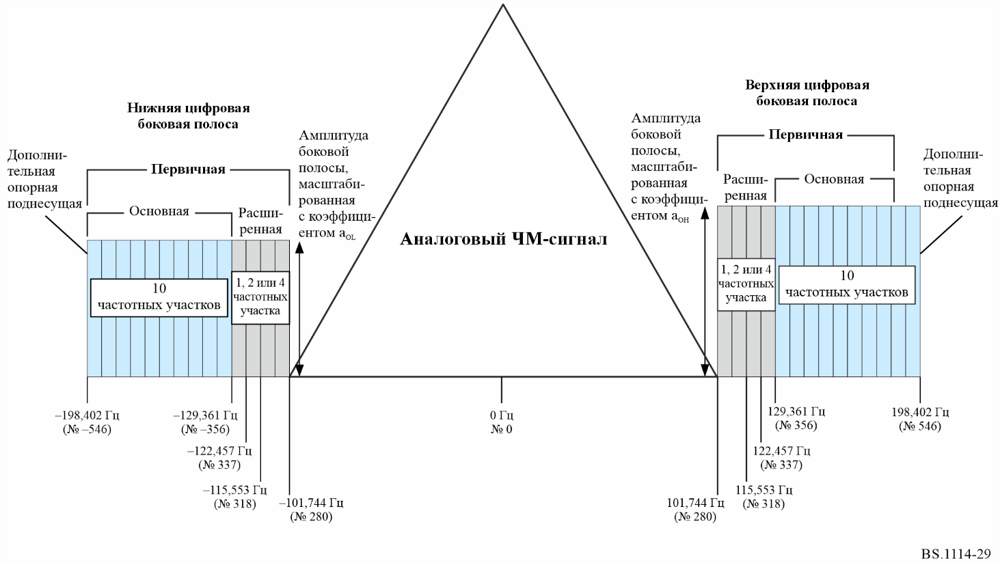 Нижняя цифровая
боковая полоса
Верхняя цифровая
боковая полоса
Дополни-
тельная
опорная
поднесущая
Первичная
Основная
Расши-
ренная
Амплитуда
боковой
полосы,
масштаби-
рованная
с коэффици-
ентом aOL
Аналоговый ЧМ-сигнал
Амплитуда
боковой
полосы,
масштаби-
рованная
с коэффици-
ентом aOH
Первичная
Расши-
ренная
Основная
Дополни-
тельная
опорная
поднесущая
10
частотных участков
1, 2 или 4
частотных
участка
1, 2 или 4
частотных
участка
10
частотных участков
–198,402 Гц
(№ –546)
–129,361 Гц
(№ –356)
–122,457 Гц
(№ 337)
–115,553 Гц
(№ 318)
–101,744 Гц
(№ 280)
0 Гц
№ 0
101,744 Гц
(№ 280)
115,553 Гц
(№ 318)
122,457 Гц
(№ 337)
129,361 Гц
(№ 356)
198,402 Гц
(№ 546)
BS.1114-29